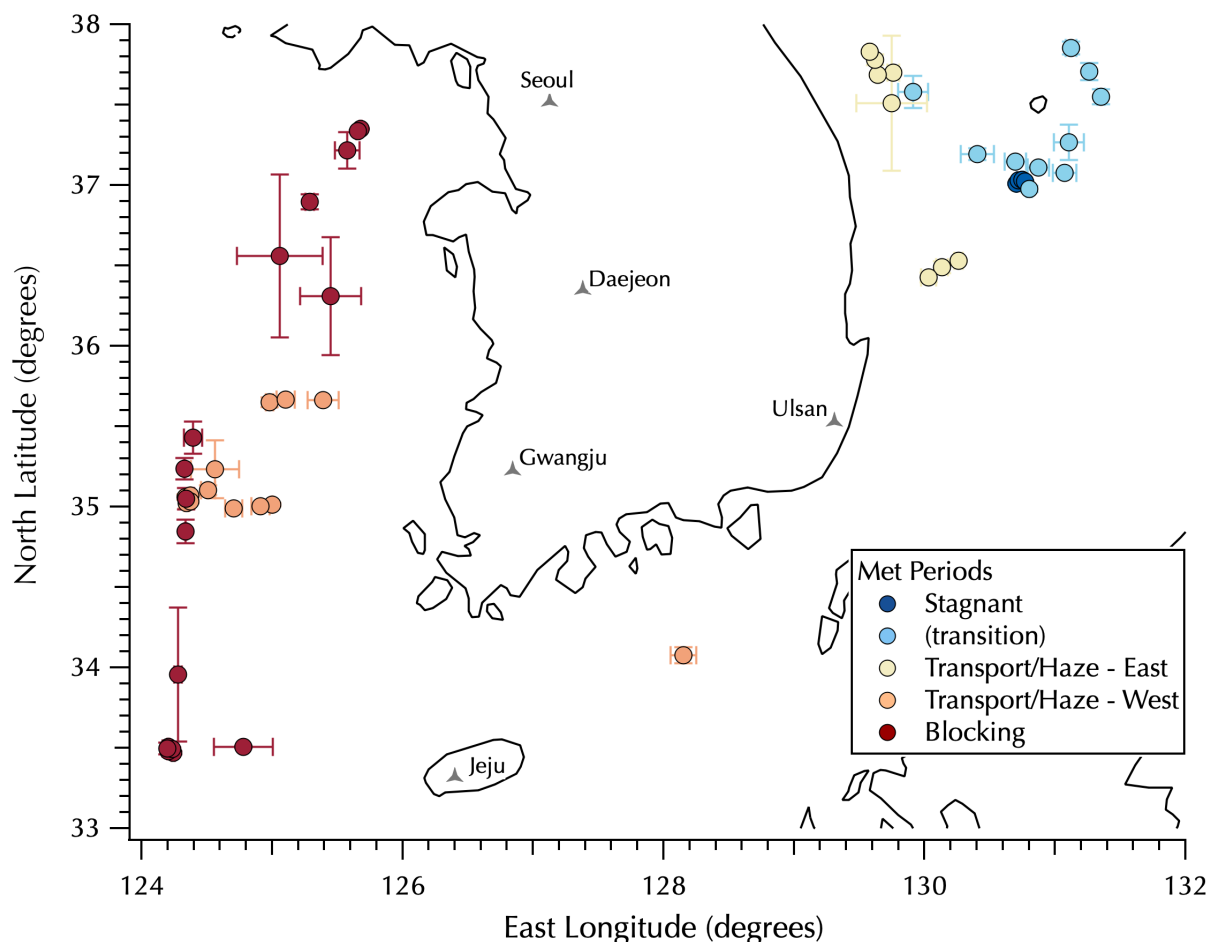 38
Seoul
37
Daejeon
North Latitude (degrees)
36
Ulsan
Gwangju
35
Met Periods
Stagnant
(transition)
34
Transport/Haze - East
Transport/Haze - West
Blocking
Jeju
33
124
126
128
130
132
East Longitude (degrees)